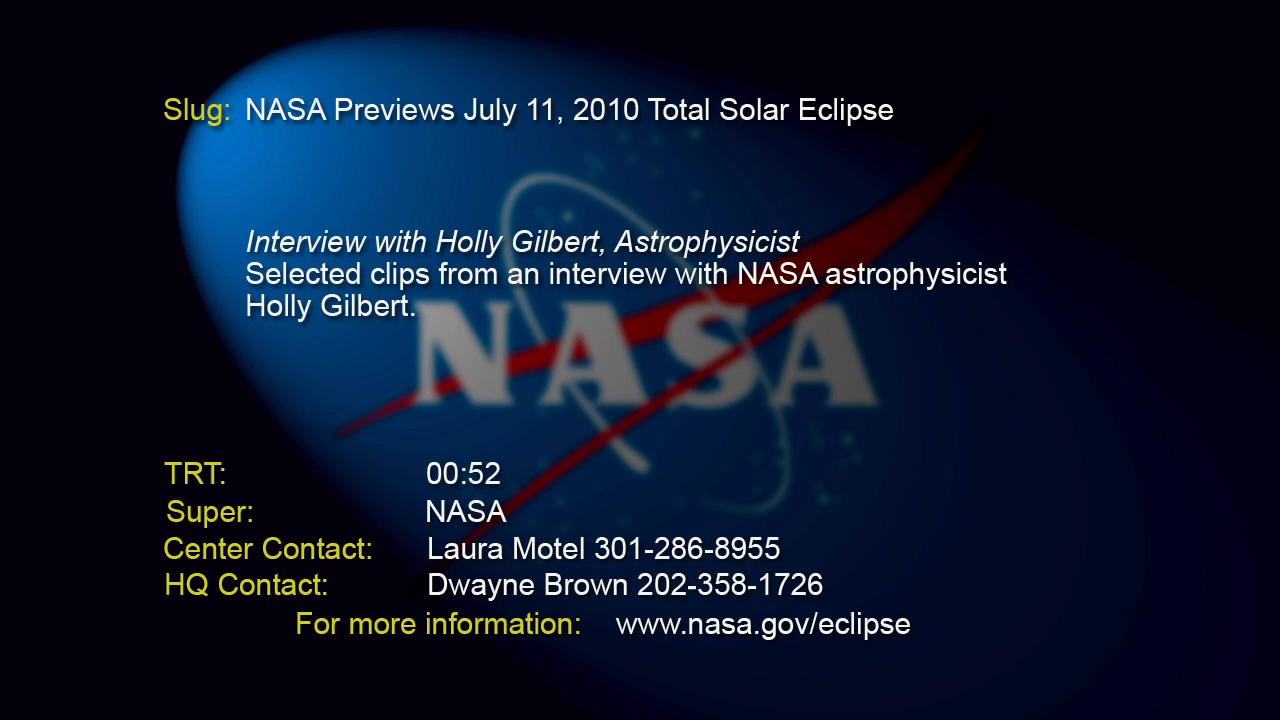 Slug: NASA Previews July 11, 2010 Total Solar Eclipse
Interview with Holly Gilbert, Astrophysicist
Selected clips from an interview with NASA astrophysicist
Holly Gilbert.
NASA
TRT: 00:52
Super: NASA
Center Contact: Laura Motel 301-286-8955
HQ Contact: Dwayne Brown 202-358-1726
For more information: www.nasa.gov/eclipse